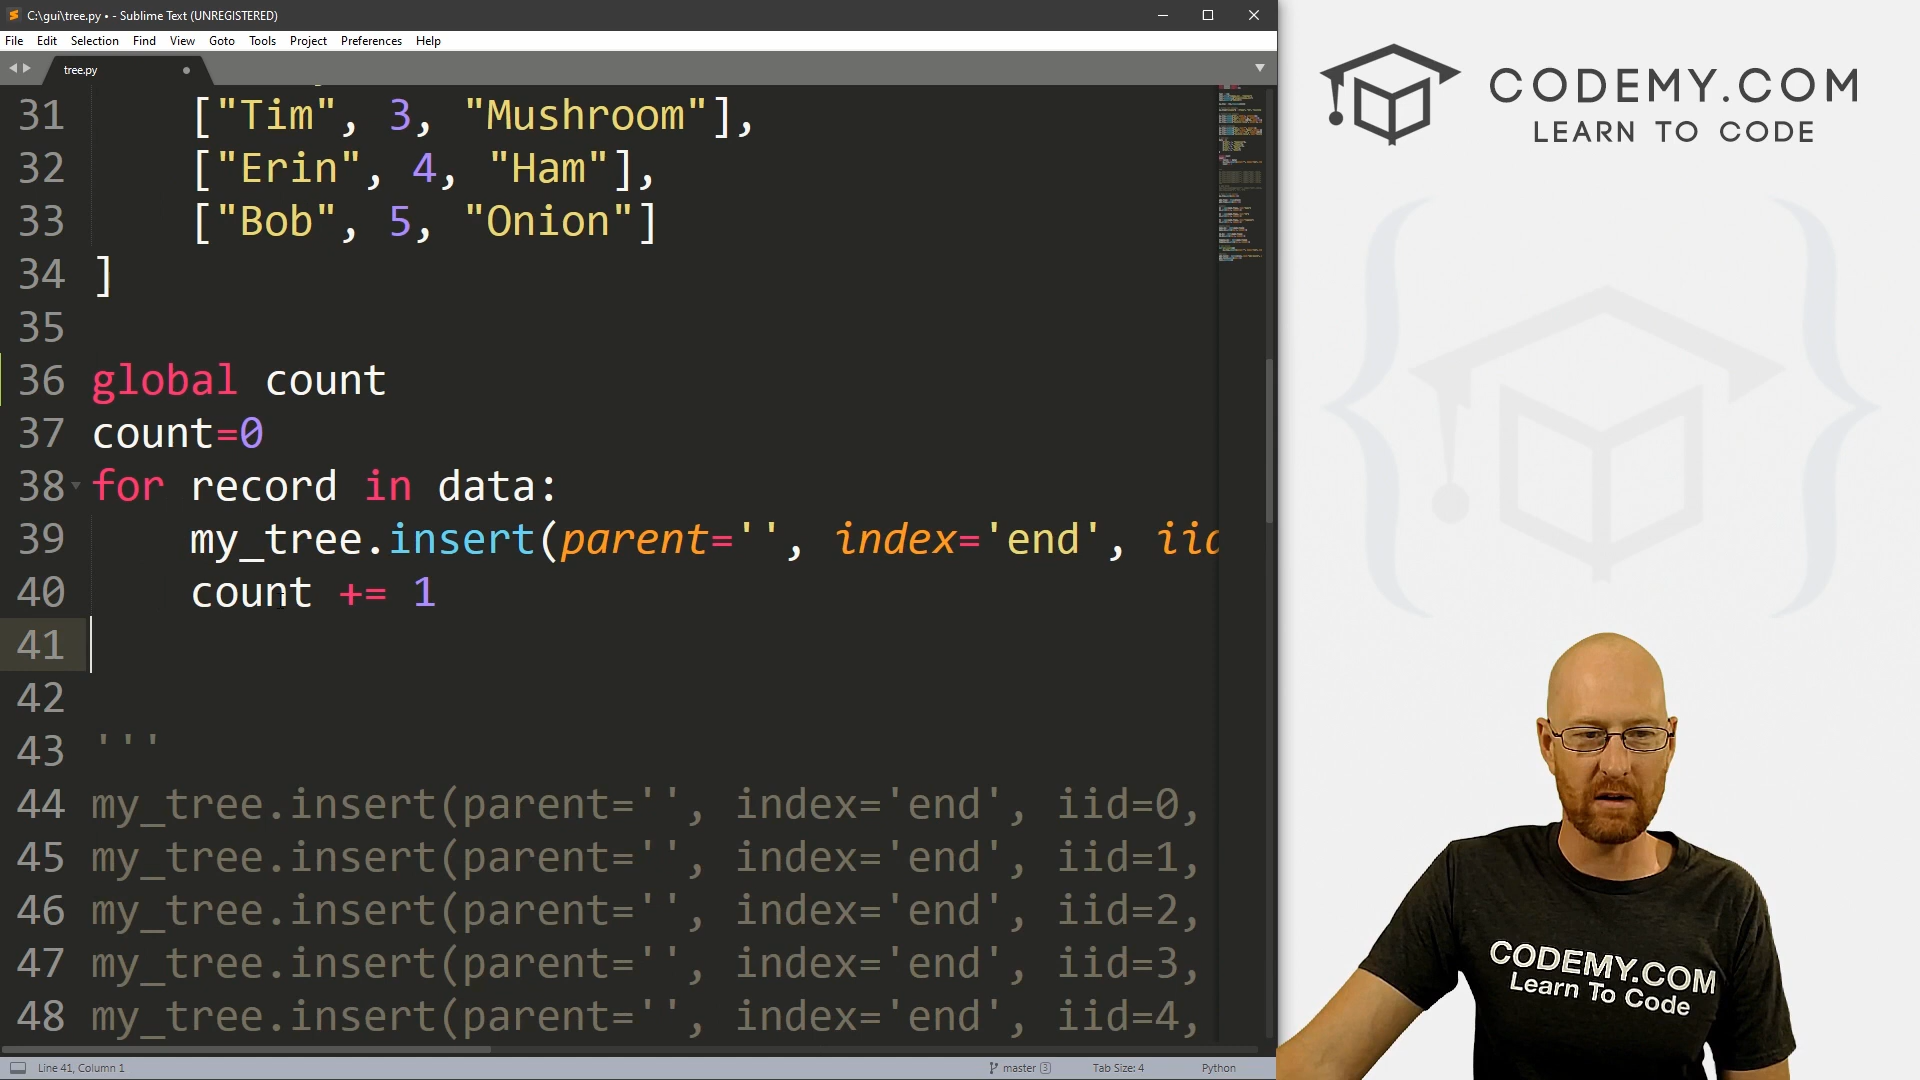 C:\gui\tree.py • - Sublime Text (UNREGISTERED)
File Edit Selection Find View Goto Tools Project Preferences Help
tree.py
31 ["Tim", 3, "Mushroom"],
32 ["Erin", 4, "Ham"],
33 ["Bob", 5, "Onion"]
34 ]
35
36 global count
37 count=0
38 for record in data:
39 my_tree.insert(parent='', index='end', iid
40 count += 1
41
42
43 '''
44 my_tree.insert(parent='', index='end', iid=0,
45 my_tree.insert(parent='', index='end', iid=1,
46 my_tree.insert(parent='', index='end', iid=2,
47 my_tree.insert(parent='', index='end', iid=3,
48 my_tree.insert(parent='', index='end', iid=4,
Line 41, Column 1 master 3 Tab Size: 4 Python
CODEMY.COM
LEARN TO CODE
CODEMY.COM
Learn To Code